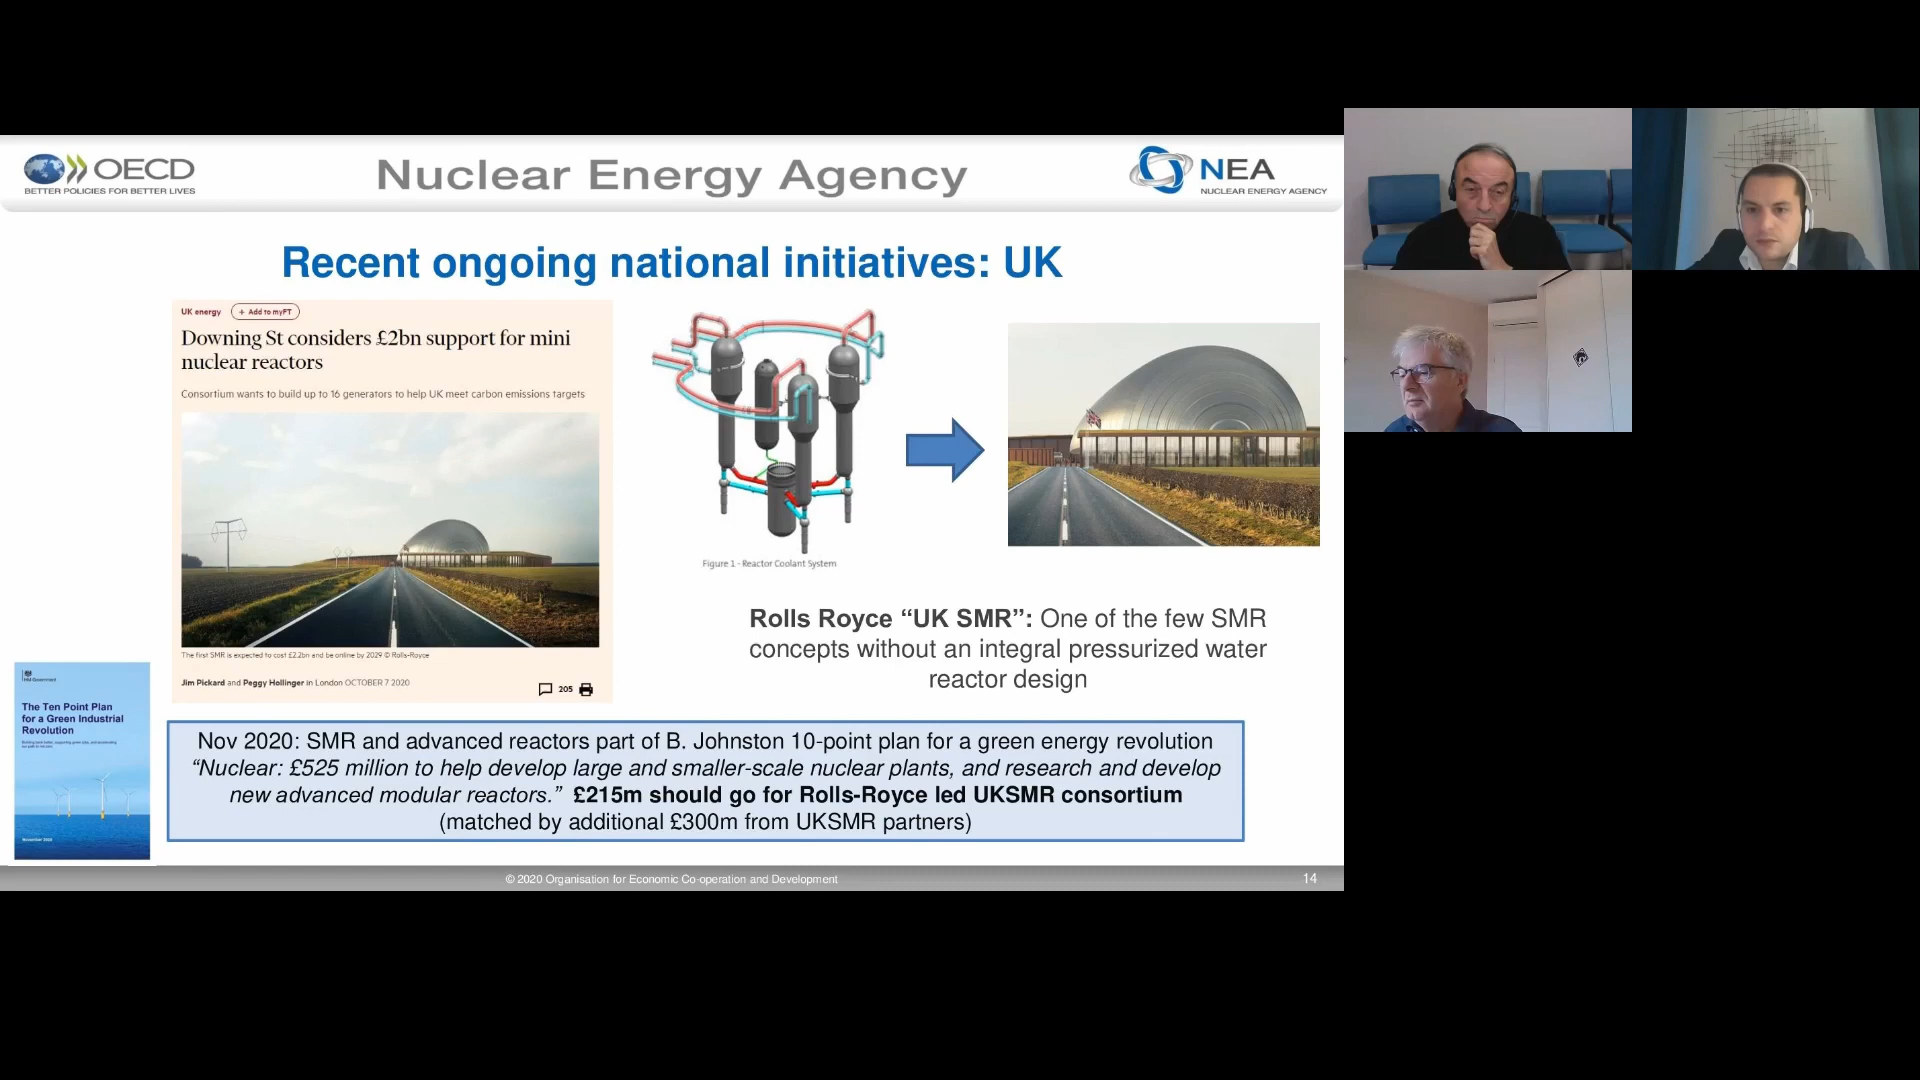 OECD
BETTER POLICIES FOR BETTER LIVES
Nuclear Energy Agency
NEA
NUCLEAR ENERGY AGENCY
Recent ongoing national initiatives: UK
UK energy
+ Add to myFT
Downing St considers £2bn support for mini
nuclear reactors
Consortium wants to build up to 16 generators to help UK meet carbon emissions targets
The first SMR is expected to cost £2.2bn and be online by 2029 © Rolls-Royce
Jim Pickard and Peggy Hollinger in London OCTOBER 7 2020
205
Figure 1 - Reactor Coolant System
Rolls Royce “UK SMR”: One of the few SMR
concepts without an integral pressurized water
reactor design
HM Government
The Ten Point Plan
for a Green Industrial
Revolution
November 2020
Nov 2020: SMR and advanced reactors part of B. Johnston 10-point plan for a green energy revolution
“Nuclear: £525 million to help develop large and smaller-scale nuclear plants, and research and develop
new advanced modular reactors.” £215m should go for Rolls-Royce led UKSMR consortium
(matched by additional £300m from UKSMR partners)
© 2020 Organisation for Economic Co-operation and Development
14